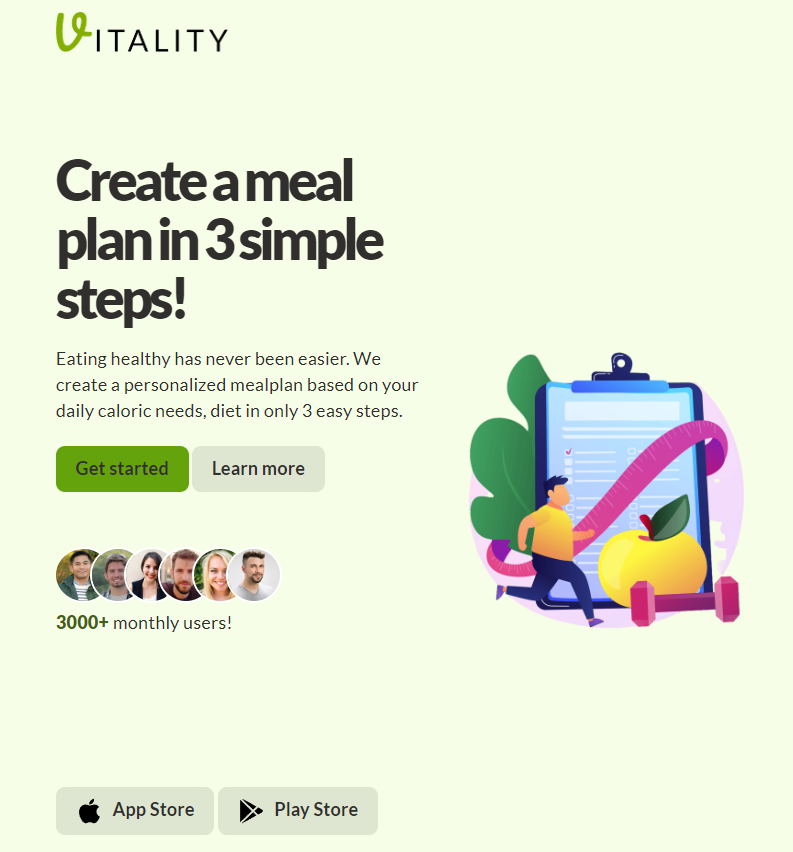 VITALITY
Create a meal
plan in 3 simple
steps!
Eating healthy has never been easier. We
create a personalized mealplan based on your
daily caloric needs, diet in only 3 easy steps.
Get started
Learn more
3000+ monthly users!
App Store
Play Store